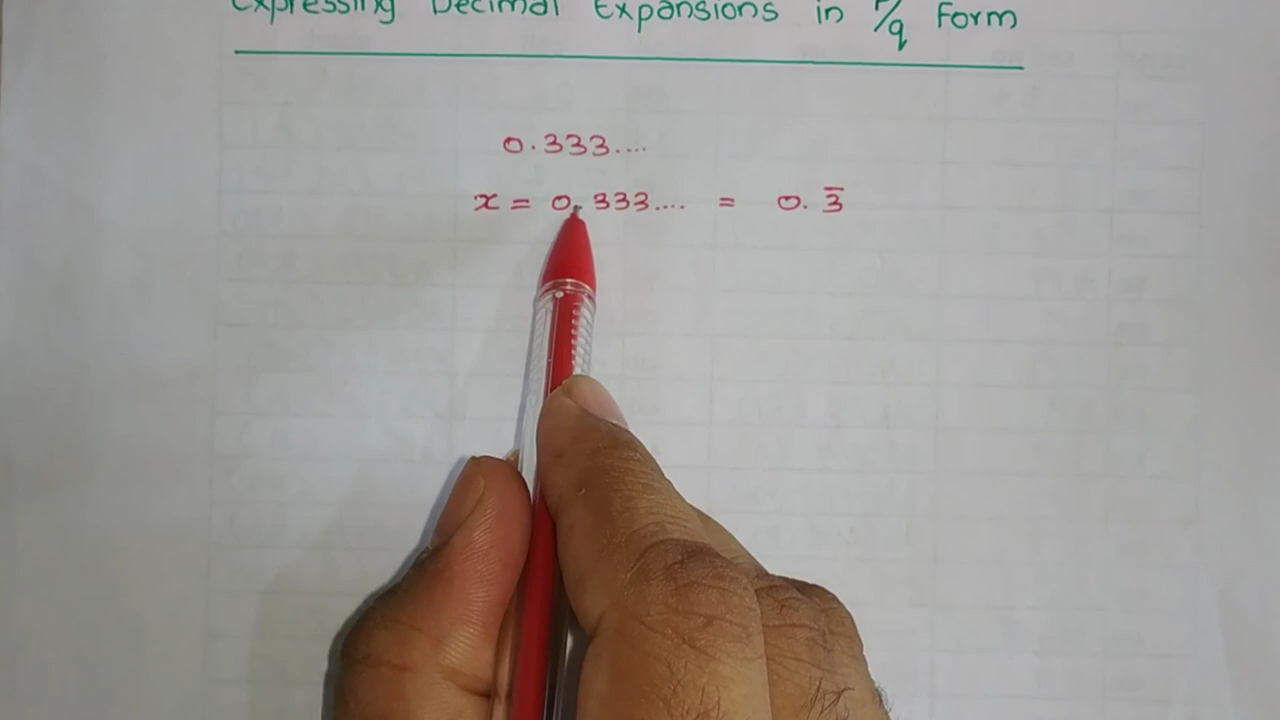 Expressing Decimal Expansions in P/q Form
0.333....
x = 0.333.... = 0.3̅